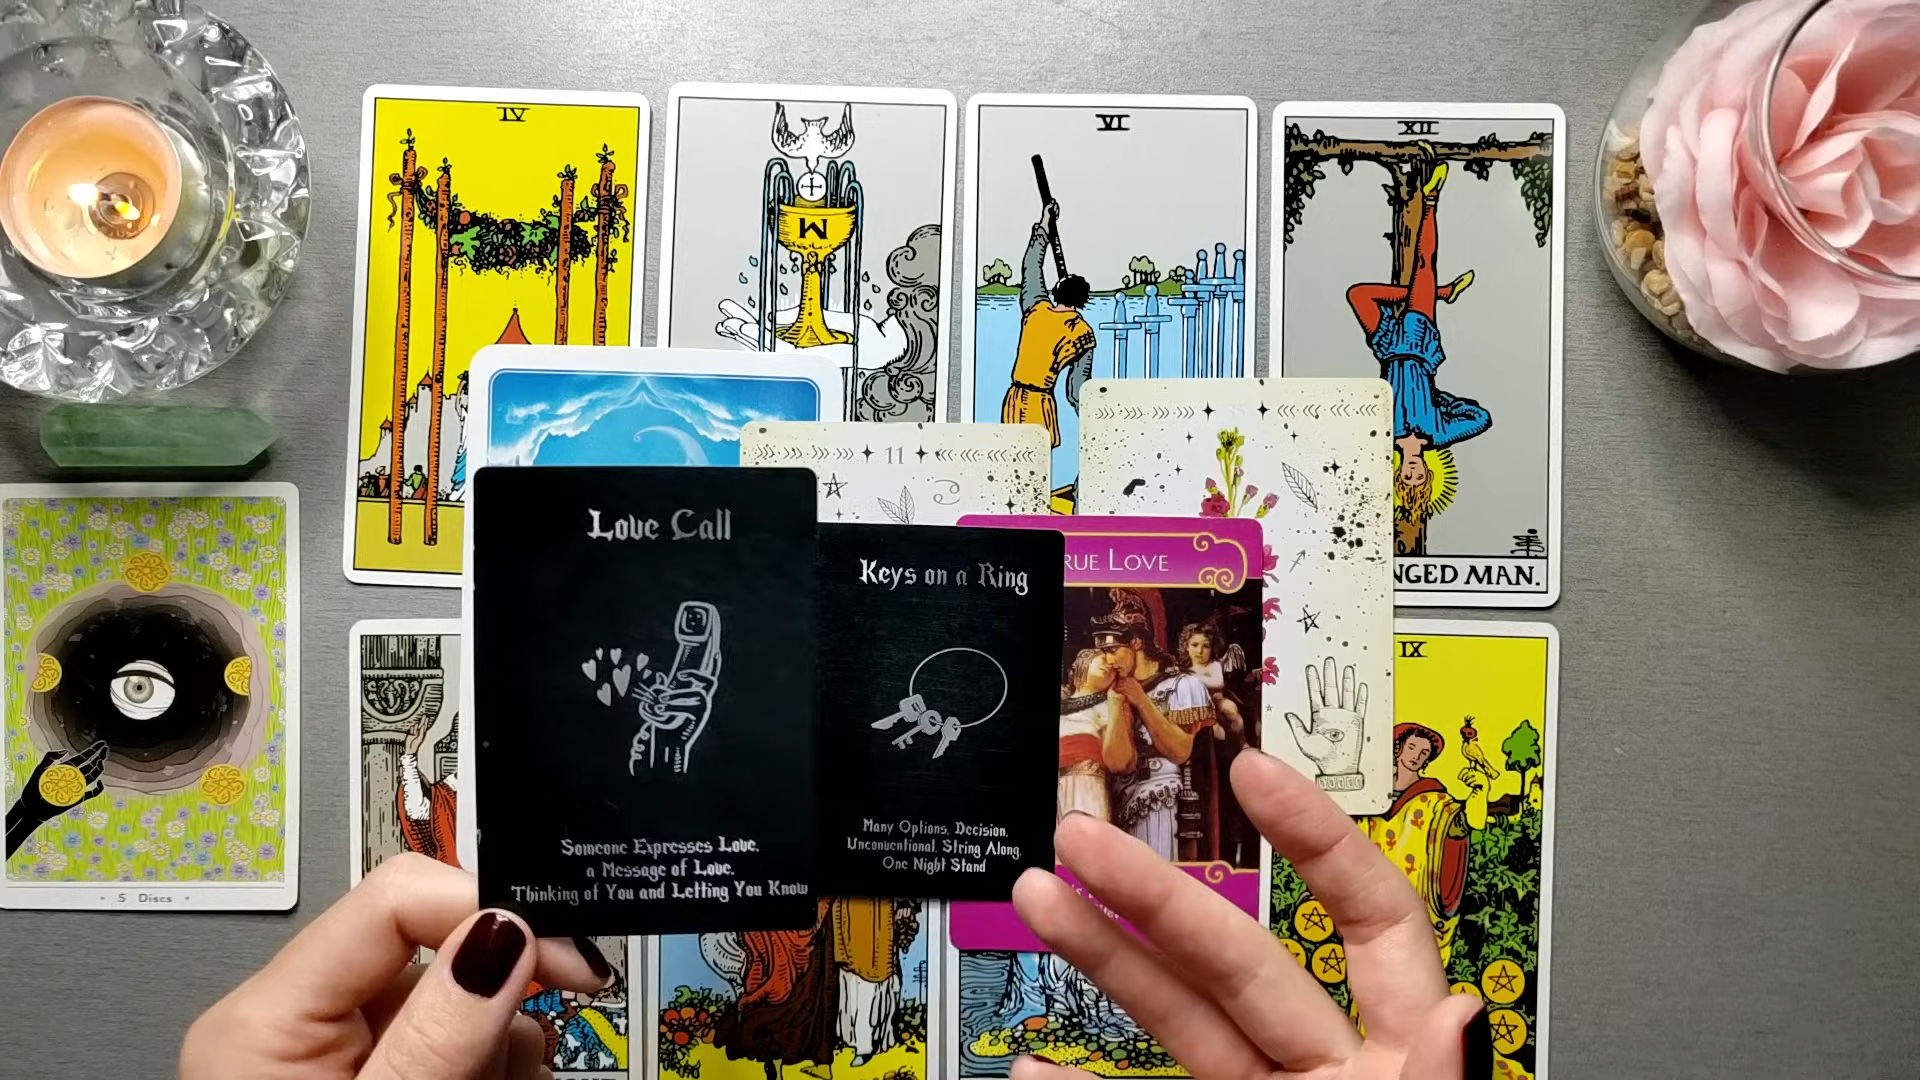 IV
M
VI
XII
NGED MAN.
11
35
Love Call
Someone Expresses Love,
a Message of Love,
Thinking of You and Letting You Know
Keys on a Ring
Many Options, Decision,
Unconventional, String Along,
One Night Stand
RUE LOVE
IX
5 Discs